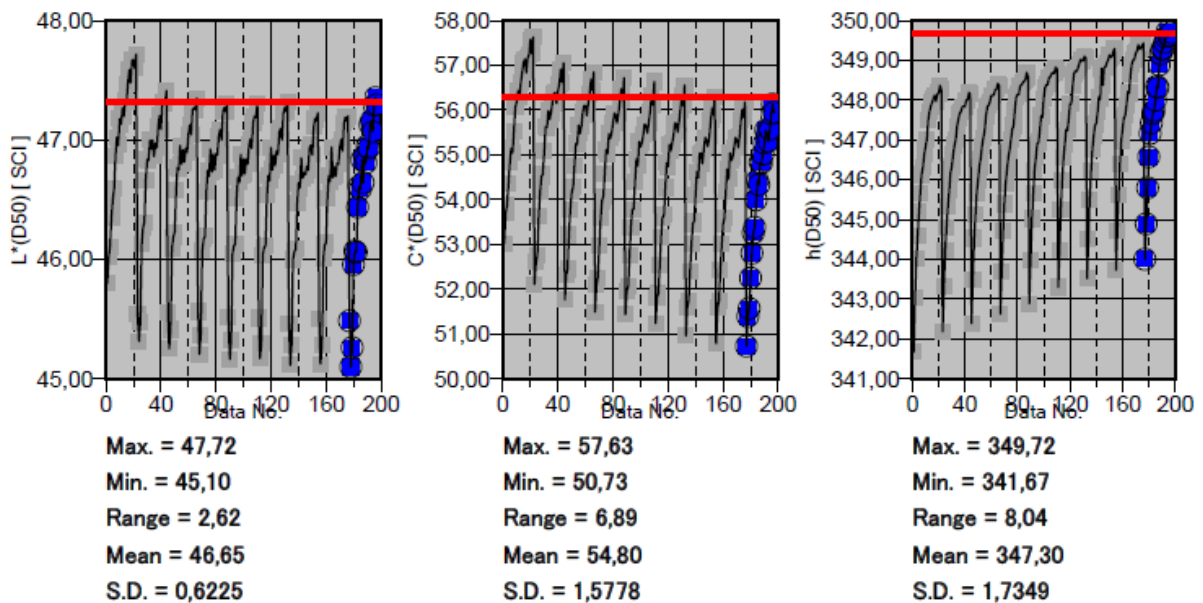 48,00
47,00
46,00
45,00
L*(D50) [ SCI ]
0 40 80 120 160 200
Data No.
Max. = 47,72
Min. = 45,10
Range = 2,62
Mean = 46,65
S.D. = 0,6225
58,00
57,00
56,00
55,00
54,00
53,00
52,00
51,00
50,00
C*(D50) [ SCI ]
0 40 80 120 160 200
Data No.
Max. = 57,63
Min. = 50,73
Range = 6,89
Mean = 54,80
S.D. = 1,5778
350,00
349,00
348,00
347,00
346,00
345,00
344,00
343,00
342,00
341,00
h(D50) [ SCI ]
0 40 80 120 160 200
Data No.
Max. = 349,72
Min. = 341,67
Range = 8,04
Mean = 347,30
S.D. = 1,7349